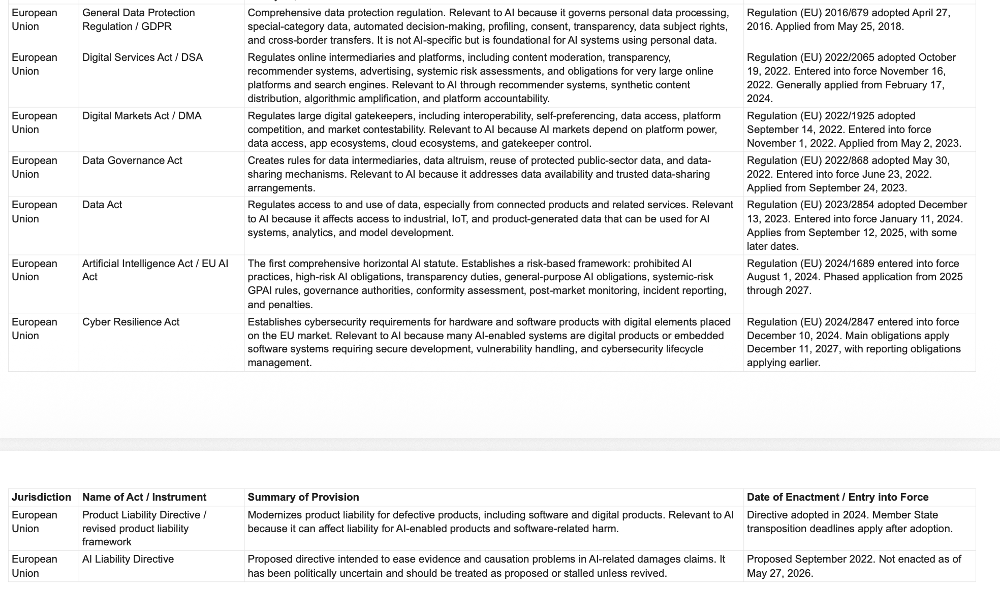 European Union
General Data Protection Regulation / GDPR
Comprehensive data protection regulation. Relevant to AI because it governs personal data processing,
special-category data, automated decision-making, profiling, consent, transparency, data subject rights,
and cross-border transfers. It is not AI-specific but is foundational for AI systems using personal data.
Regulation (EU) 2016/679 adopted April 27,
2016. Applied from May 25, 2018.
European
Union
Digital Services Act / DSA
Regulates online intermediaries and platforms, including content moderation, transparency,
recommender systems, advertising, systemic risk assessments, and obligations for very large online
platforms and search engines. Relevant to AI through recommender systems, synthetic content
distribution, algorithmic amplification, and platform accountability.
Regulation (EU) 2022/2065 adopted October
19, 2022. Entered into force November 16,
2022. Generally applied from February 17,
2024.
European
Union
Digital Markets Act / DMA
Regulates large digital gatekeepers, including interoperability, self-preferencing, data access, platform
competition, and market contestability. Relevant to AI because AI markets depend on platform power,
data access, app ecosystems, cloud ecosystems, and gatekeeper control.
Regulation (EU) 2022/1925 adopted
September 14, 2022. Entered into force
November 1, 2022. Applied from May 2, 2023.
European
Union
Data Governance Act
Creates rules for data intermediaries, data altruism, reuse of protected public-sector data, and data-
sharing mechanisms. Relevant to AI because it addresses data availability and trusted data-sharing
arrangements.
Regulation (EU) 2022/868 adopted May 30,
2022. Entered into force June 23, 2022.
Applied from September 24, 2023.
European
Union
Data Act
Regulates access to and use of data, especially from connected products and related services. Relevant
to AI because it affects access to industrial, IoT, and product-generated data that can be used for AI
systems, analytics, and model development.
Regulation (EU) 2023/2854 adopted December
13, 2023. Entered into force January 11, 2024.
Applies from September 12, 2025, with some
later dates.
European
Union
Artificial Intelligence Act / EU AI
Act
The first comprehensive horizontal AI statute. Establishes a risk-based framework: prohibited AI
practices, high-risk AI obligations, transparency duties, general-purpose AI obligations, systemic-risk
GPAI rules, governance authorities, conformity assessment, post-market monitoring, incident reporting,
and penalties.
Regulation (EU) 2024/1689 entered into force
August 1, 2024. Phased application from 2025
through 2027.
European
Union
Cyber Resilience Act
Establishes cybersecurity requirements for hardware and software products with digital elements placed
on the EU market. Relevant to AI because many AI-enabled systems are digital products or embedded
software systems requiring secure development, vulnerability handling, and cybersecurity lifecycle
management.
Regulation (EU) 2024/2847 entered into force
December 10, 2024. Main obligations apply
December 11, 2027, with reporting obligations
applying earlier.
Jurisdiction
Name of Act / Instrument
Summary of Provision
Date of Enactment / Entry into Force
European
Union
Product Liability Directive /
revised product liability
framework
Modernizes product liability for defective products, including software and digital products. Relevant to AI
because it can affect liability for AI-enabled products and software-related harm.
Directive adopted in 2024. Member State
transposition deadlines apply after adoption.
European
Union
AI Liability Directive
Proposed directive intended to ease evidence and causation problems in AI-related damages claims. It
has been politically uncertain and should be treated as proposed or stalled unless revived.
Proposed September 2022. Not enacted as of
May 27, 2026.